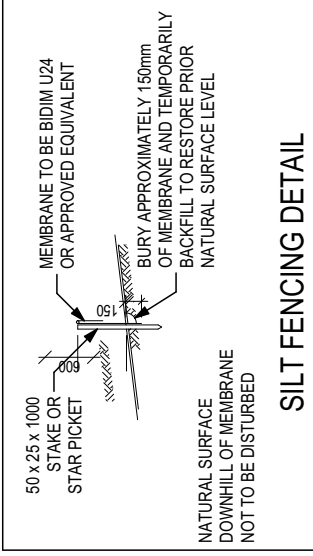 50 x 25 x 1000
STAKE OR
STAR PICKET
600
150
MEMBRANE TO BE BIDIM U24
OR APPROVED EQUIVALENT
BURY APPROXIMATELY 150mm
OF MEMBRANE AND TEMPORARILY
BACKFILL TO RESTORE PRIOR
NATURAL SURFACE LEVEL
NATURAL SURFACE
DOWNHILL OF MEMBRANE
NOT TO BE DISTURBED
SILT FENCING DETAIL